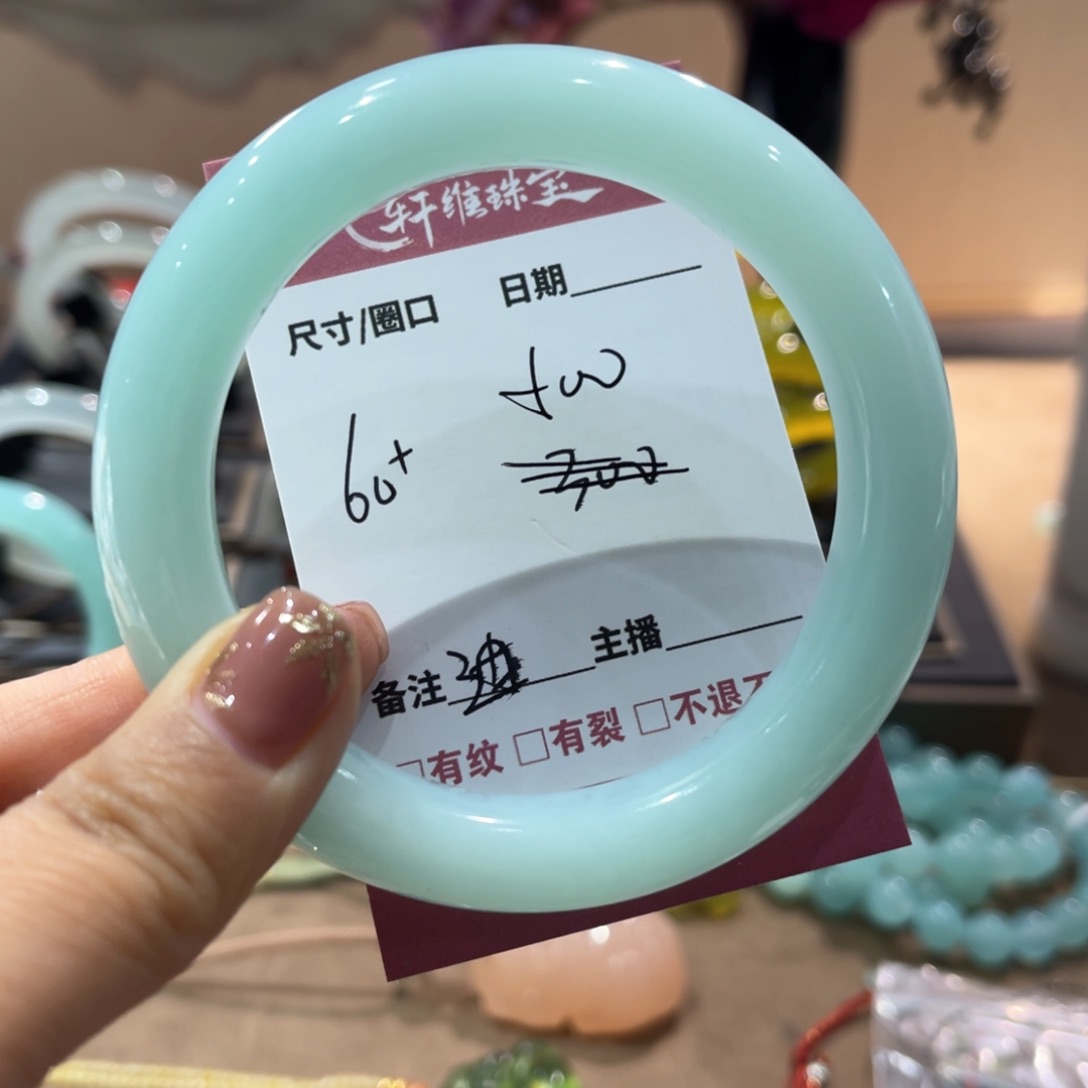 轩维珠宝
尺寸/圈口 日期
60+
备注 主播
□有纹 □有裂 □不退